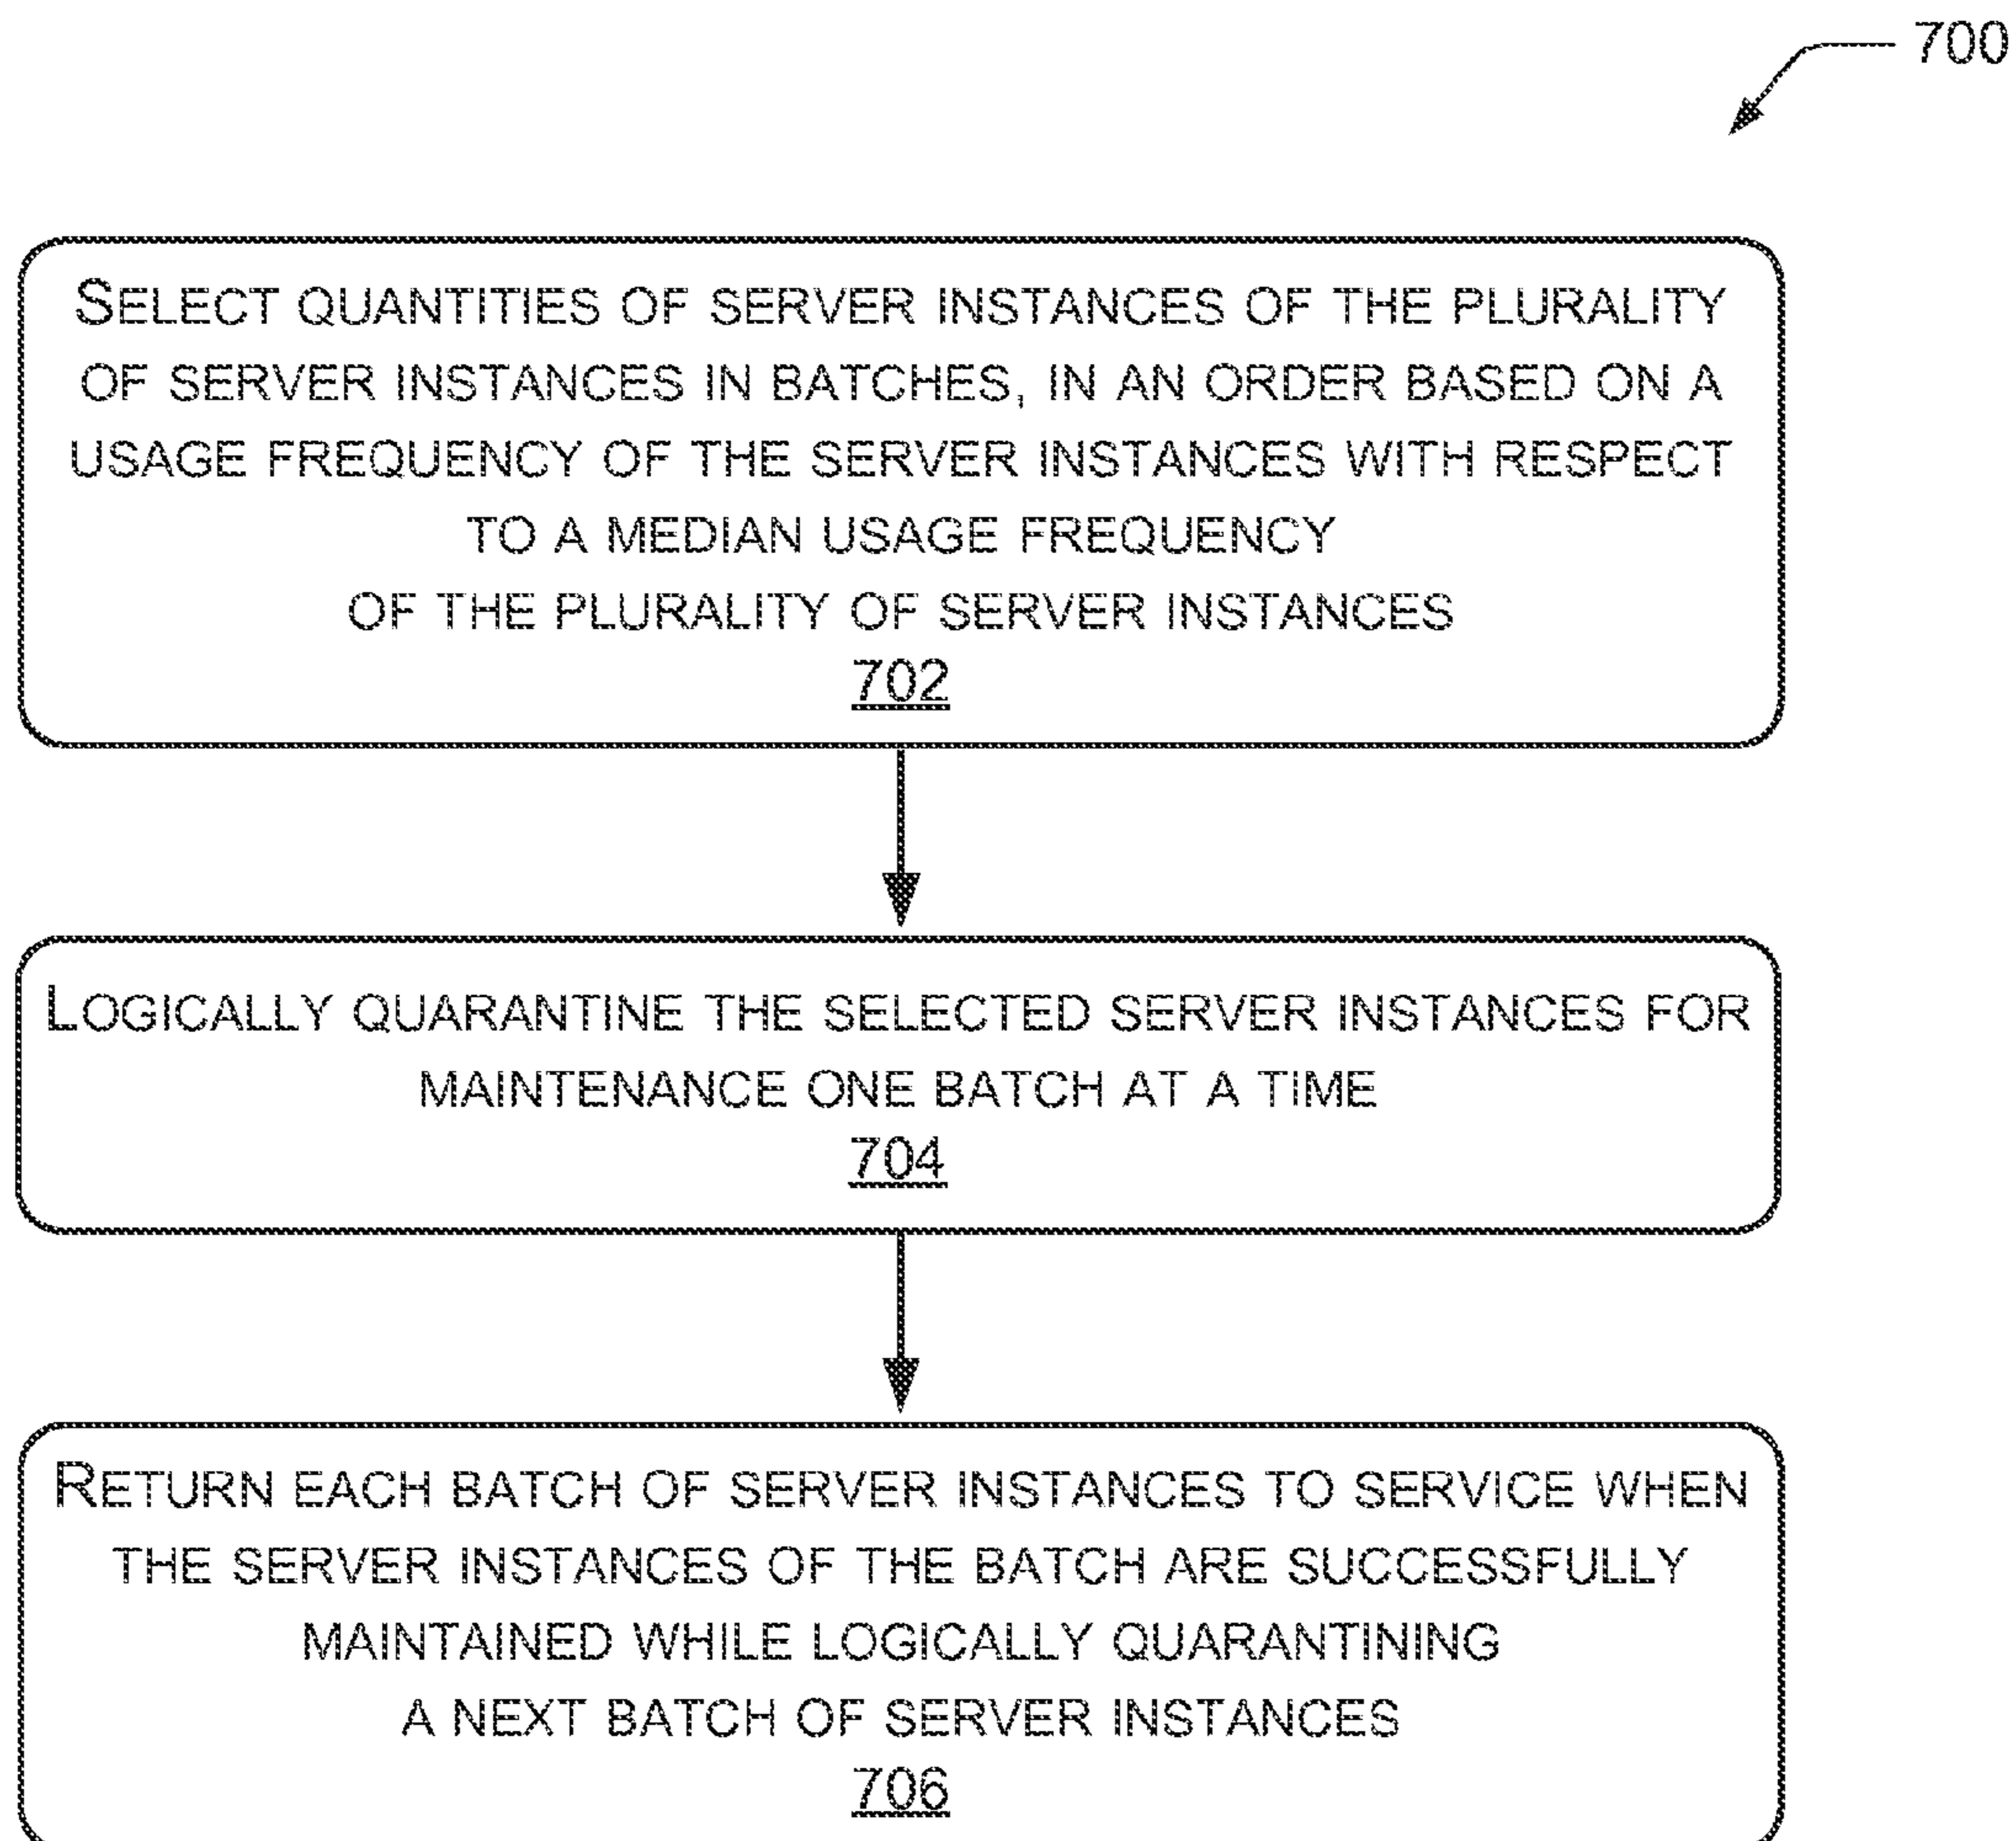 700
SELECT QUANTITIES OF SERVER INSTANCES OF THE PLURALITY
OF SERVER INSTANCES IN BATCHES, IN AN ORDER BASED ON A
USAGE FREQUENCY OF THE SERVER INSTANCES WITH RESPECT
TO A MEDIAN USAGE FREQUENCY
OF THE PLURALITY OF SERVER INSTANCES
702
LOGICALLY QUARANTINE THE SELECTED SERVER INSTANCES FOR
MAINTENANCE ONE BATCH AT A TIME
704
RETURN EACH BATCH OF SERVER INSTANCES TO SERVICE WHEN
THE SERVER INSTANCES OF THE BATCH ARE SUCCESSFULLY
MAINTAINED WHILE LOGICALLY QUARANTINING
A NEXT BATCH OF SERVER INSTANCES
706